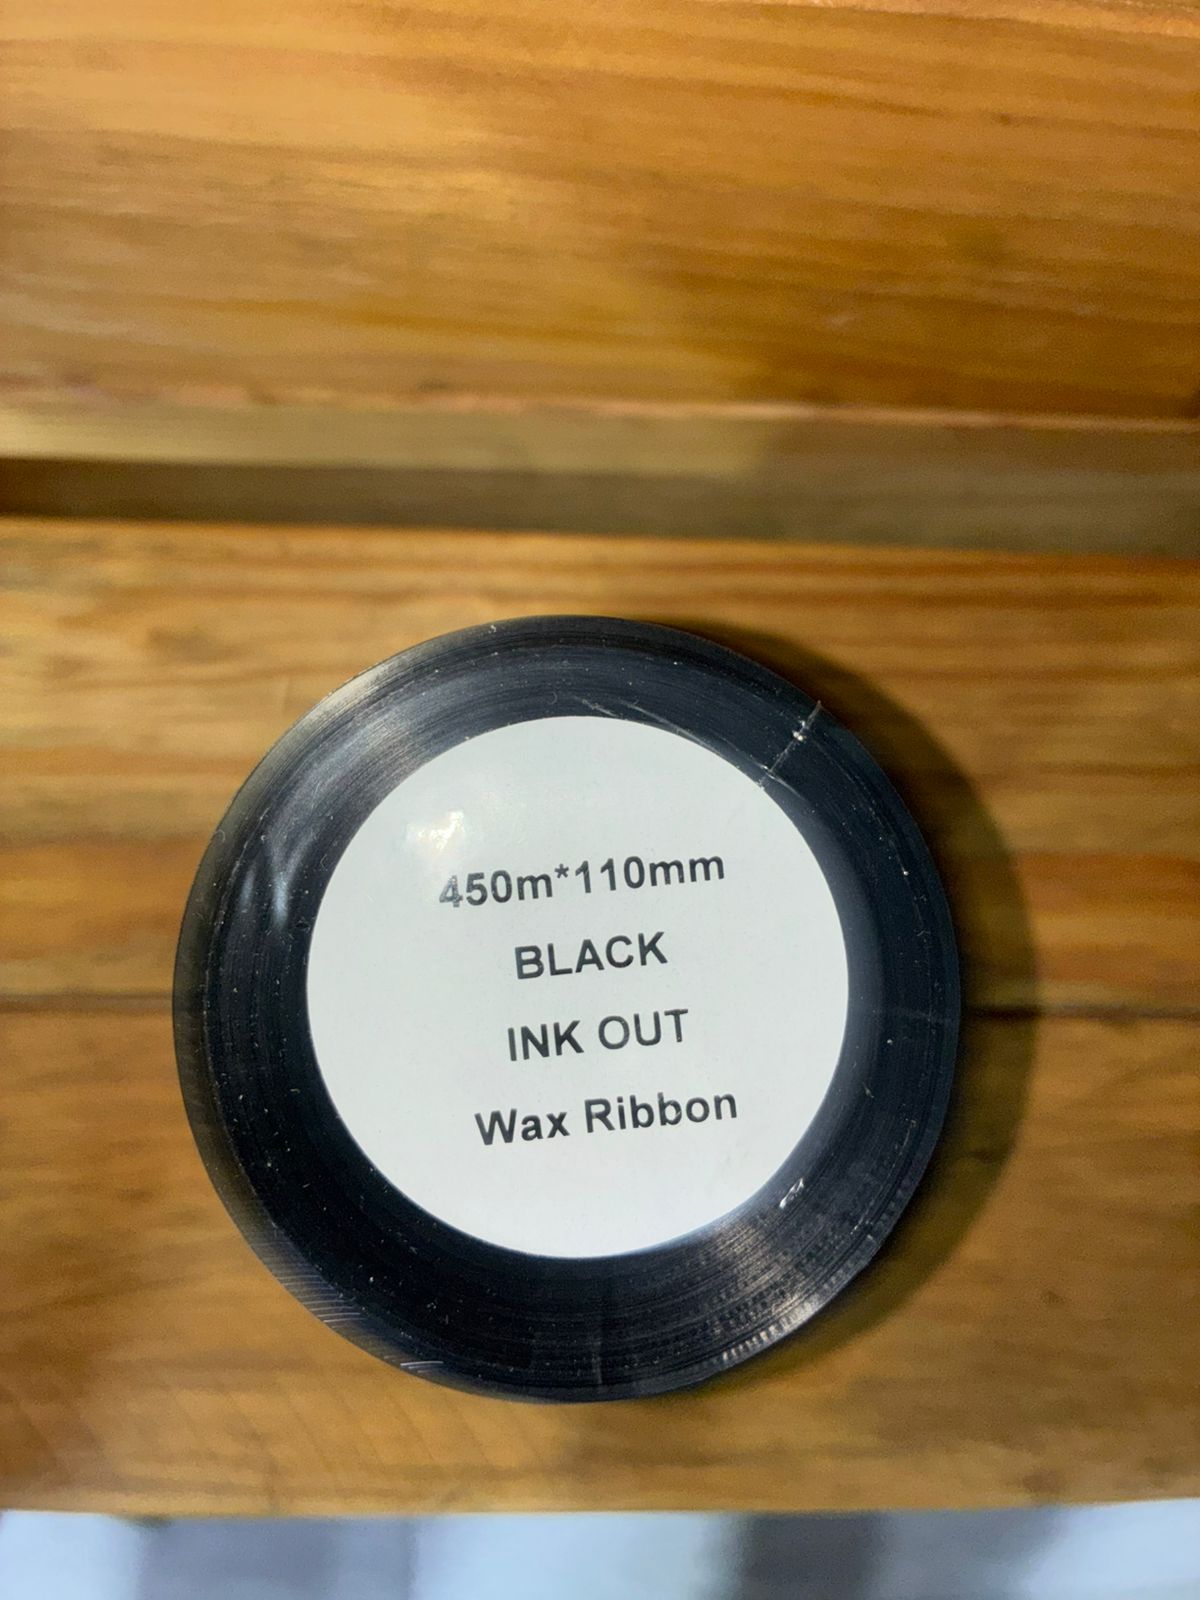 450m*110mm
BLACK
INK OUT
Wax Ribbon